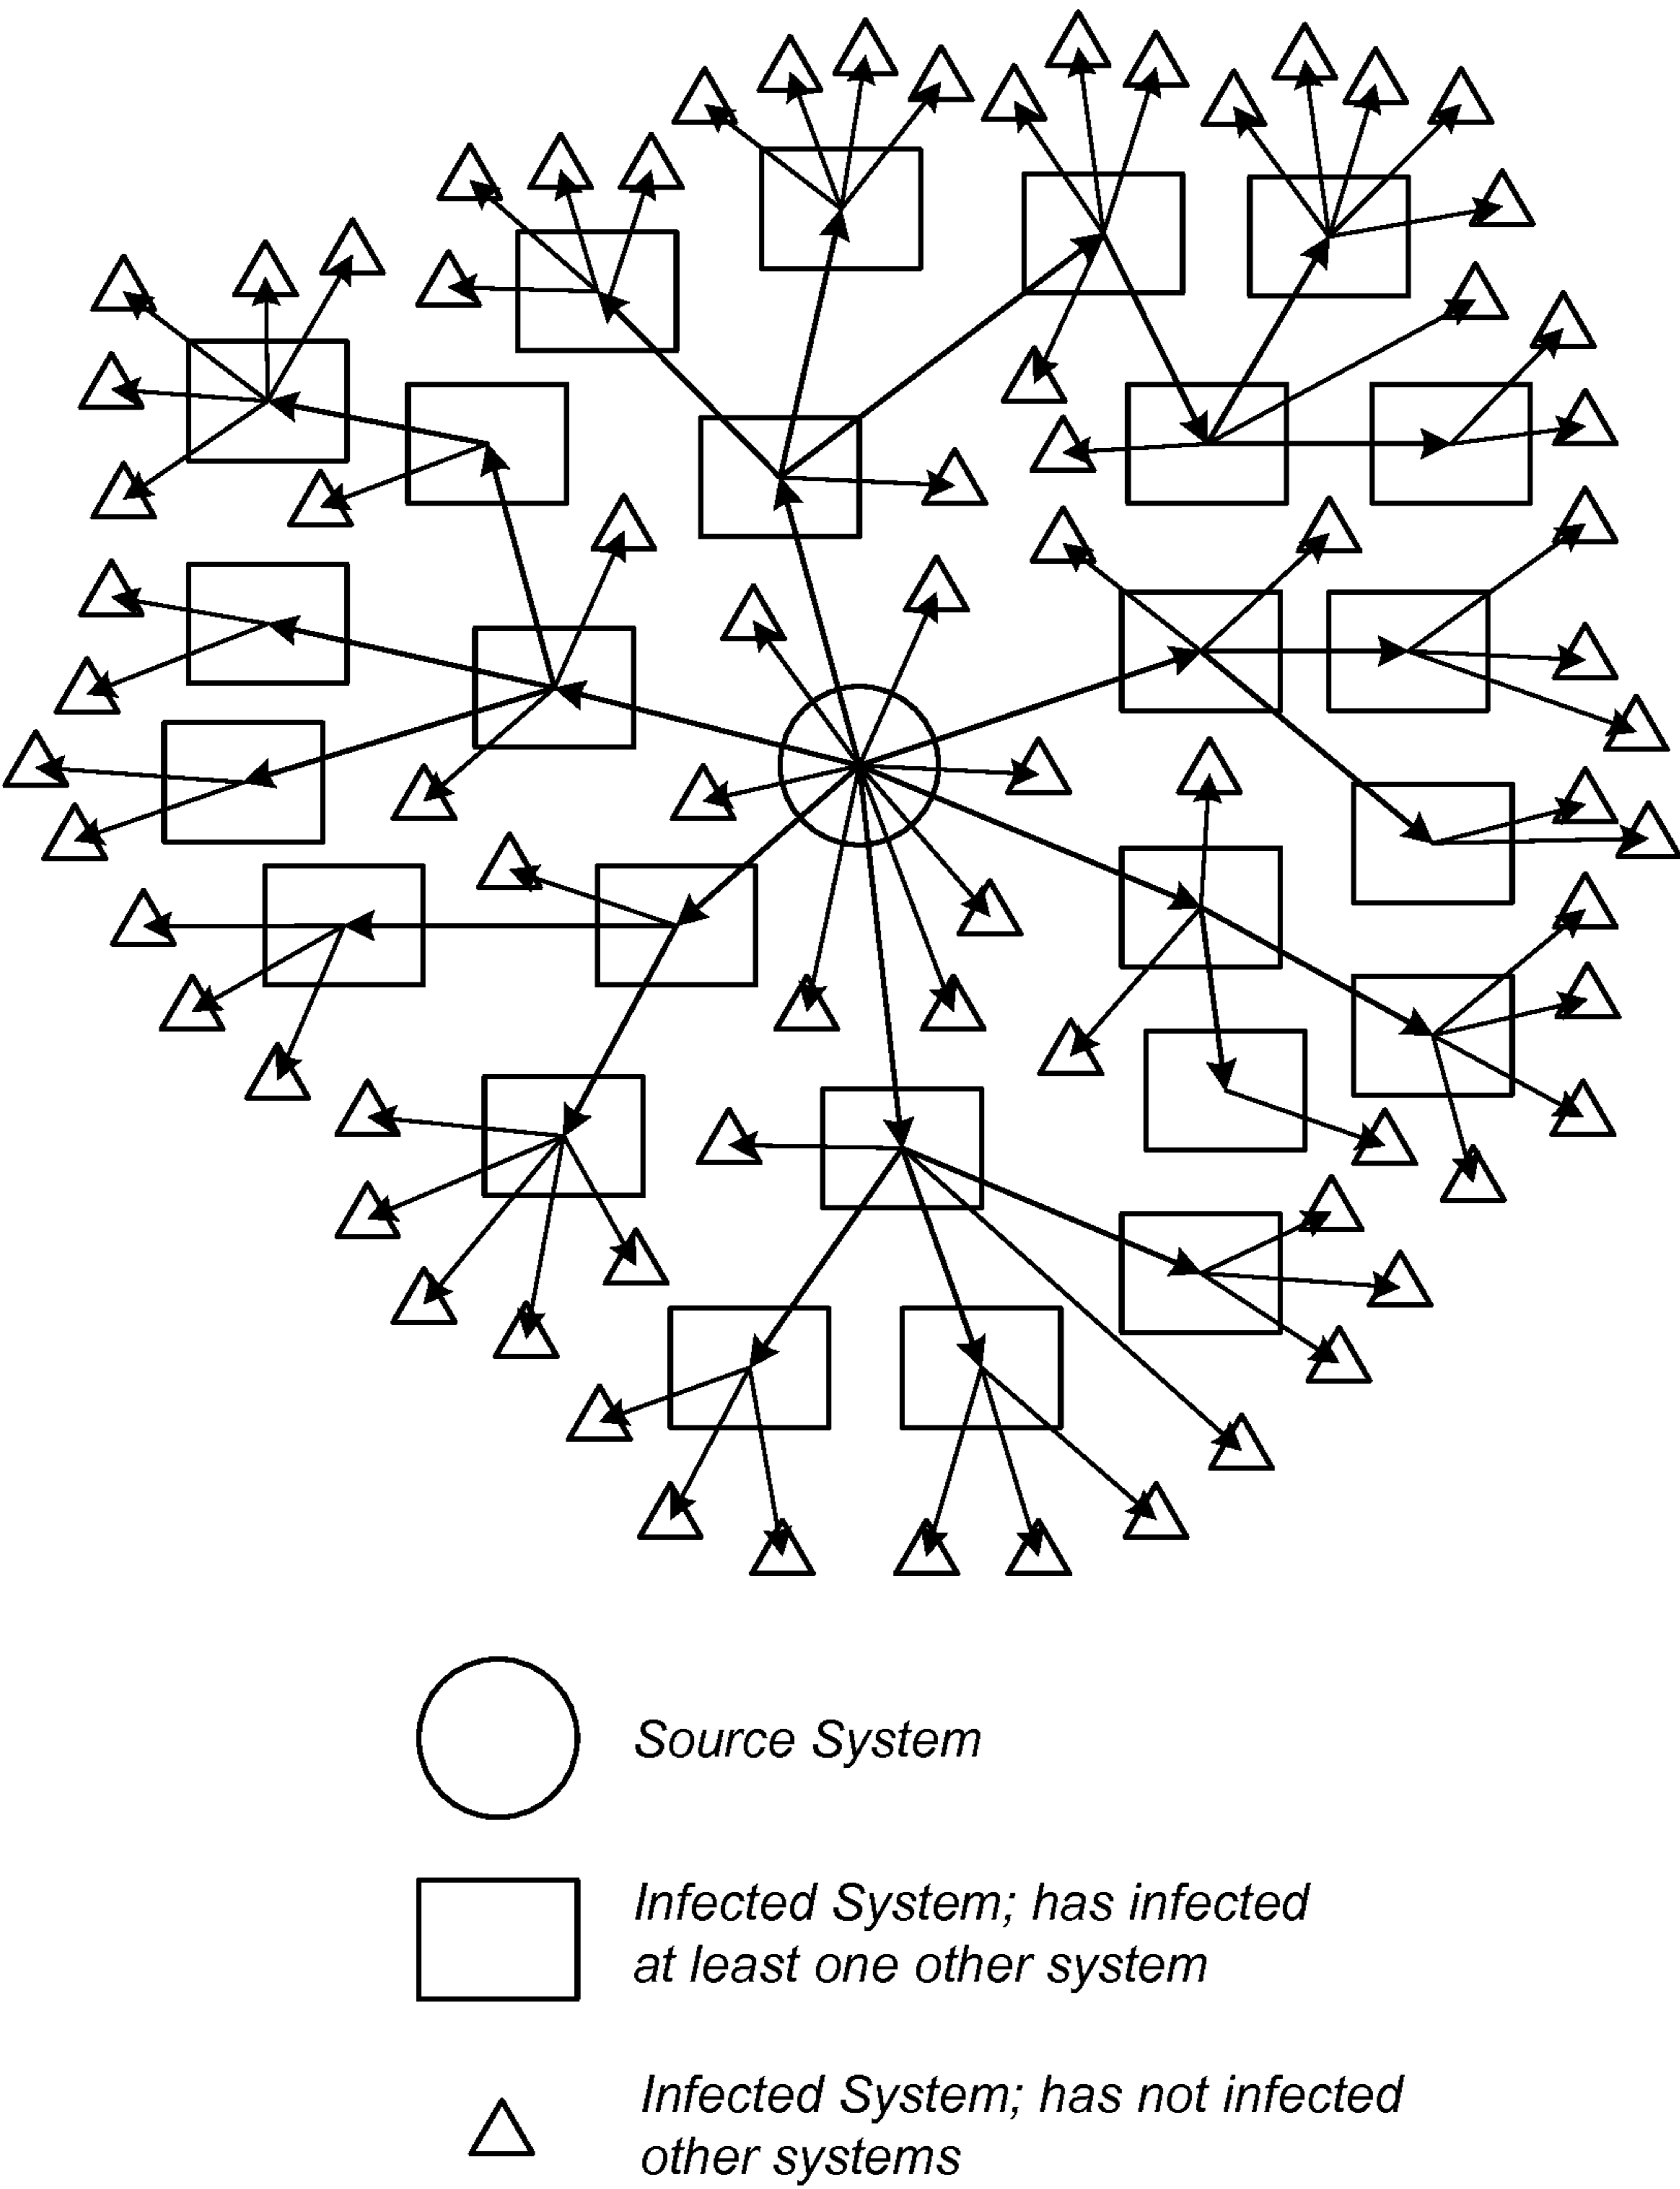 Source System
Infected System; has infected
at least one other system
Infected System; has not infected
other systems